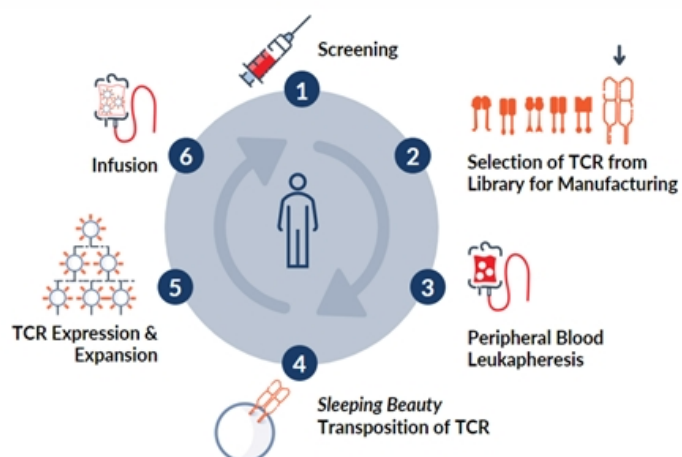 1
Screening
2
Selection of TCR from
Library for Manufacturing
3
Peripheral Blood
Leukapheresis
4
Sleeping Beauty
Transposition of TCR
5
TCR Expression &
Expansion
6
Infusion